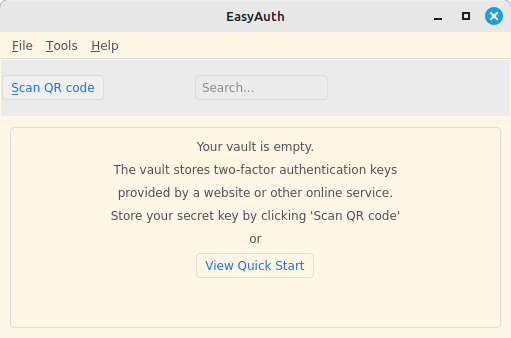 EasyAuth
File Tools Help
Scan QR code Search...
Your vault is empty.
The vault stores two-factor authentication keys
provided by a website or other online service.
Store your secret key by clicking 'Scan QR code'
or
View Quick Start